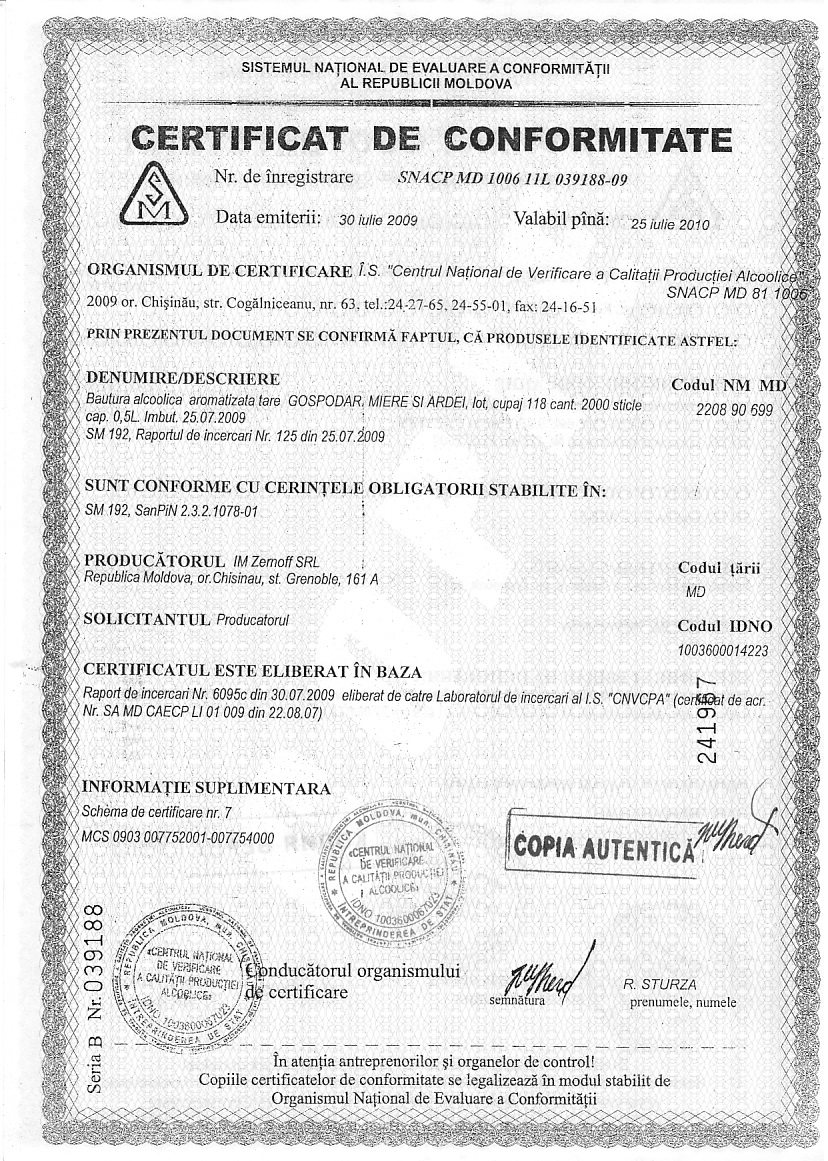 SISTEMUL NAȚIONAL DE EVALUARE A CONFORMITĂȚII
AL REPUBLICII MOLDOVA
CERTIFICAT DE CONFORMITATE
SM
Nr. de înregistrare SNACP MD 1006 11L 039188-09
Data emiterii: 30 iulie 2009 Valabil pînă: 25 iulie 2010
ORGANISMUL DE CERTIFICARE Î.S. "Centrul Național de Verificare a Calitații Producției Alcoolice"
SNACP MD 81 1006
2009 or. Chișinău, str. Cogălniceanu, nr. 63, tel.:24-27-65, 24-55-01, fax: 24-16-51
PRIN PREZENTUL DOCUMENT SE CONFIRMĂ FAPTUL, CĂ PRODUSELE IDENTIFICATE ASTFEL:
DENUMIRE/DESCRIERE Codul NM MD
Bautura alcoolica aromatizata tare GOSPODAR, MIERE SI ARDEI, lot, cupaj 118 cant. 2000 sticle 2208 90 699
cap. 0,5L. Imbut. 25.07.2009
SM 192, Raportul de incercari Nr. 125 din 25.07.2009
SUNT CONFORME CU CERINȚELE OBLIGATORII STABILITE ÎN:
SM 192, SanPiN 2.3.2.1078-01
PRODUCĂTORUL IM Zernoff SRL Codul țării
Republica Moldova, or.Chisinau, st. Grenoble, 161 A MD
SOLICITANTUL Producatorul Codul IDNO
1003600014223
CERTIFICATUL ESTE ELIBERAT ÎN BAZA
Raport de incercari Nr. 6095c din 30.07.2009 eliberat de catre Laboratorul de incercari al I.S. "CNVCPA" (certificat de acr.
Nr. SA MD CAECP LI 01 009 din 22.08.07)
241967
INFORMAȚIE SUPLIMENTARA
Schema de certificare nr. 7
MCS 0903 007752001-007754000
REPUBLICA MOLDOVA, mun. CHIȘINĂU
«CENTRUL NAȚIONAL
DE VERIFICARE
A CALITĂȚII PRODUCȚIEI
ALCOOLICE»
IDNO 1003600067023
ÎNTREPRINDEREA DE STAT
COPIA AUTENTICĂ
REPUBLICA MOLDOVA, mun. CHIȘINĂU
«CENTRUL NAȚIONAL
DE VERIFICARE
A CALITĂȚII PRODUCȚIEI
ALCOOLICE»
IDNO 1003600067023
ÎNTREPRINDEREA DE STAT
Seria B Nr. 039188
Conducătorul organismului
de certificare
semnătura
R. STURZA
prenumele, numele
În atenția antreprenorilor și organelor de control!
Copiile certificatelor de conformitate se legalizează în modul stabilit de
Organismul Național de Evaluare a Conformității